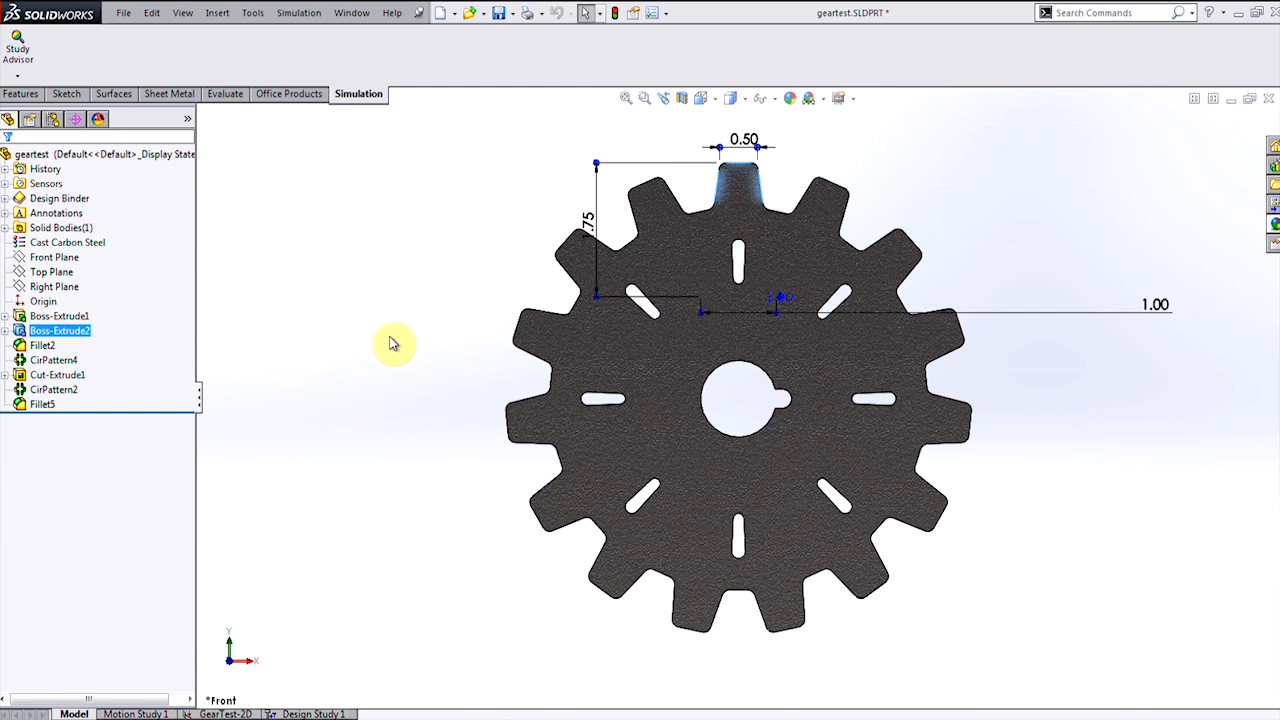 SOLIDWORKS File Edit View Insert Tools Simulation Window Help geartest.SLDPRT * Search Commands
Study
Advisor
Features Sketch Surfaces Sheet Metal Evaluate Office Products Simulation
geartest (Default<<Default>_Display State
History
Sensors
Design Binder
Annotations
Solid Bodies(1)
Cast Carbon Steel
Front Plane
Top Plane
Right Plane
Origin
Boss-Extrude1
Boss-Extrude2
Fillet2
CirPattern4
Cut-Extrude1
CirPattern2
Fillet5
0.50
1.00
Y
X
*Front
Model Motion Study 1 GearTest-2D Design Study 1